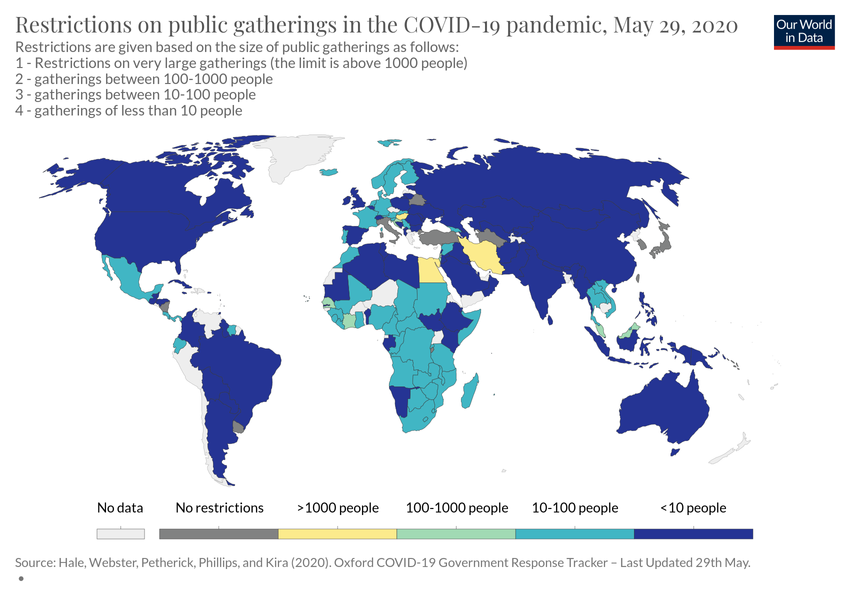 Restrictions on public gatherings in the COVID-19 pandemic, May 29, 2020
Our World
in Data
Restrictions are given based on the size of public gatherings as follows:
1 - Restrictions on very large gatherings (the limit is above 1000 people)
2 - gatherings between 100-1000 people
3 - gatherings between 10-100 people
4 - gatherings of less than 10 people
No data
No restrictions
>1000 people
100-1000 people
10-100 people
<10 people
Source: Hale, Webster, Petherick, Phillips, and Kira (2020). Oxford COVID-19 Government Response Tracker – Last Updated 29th May.